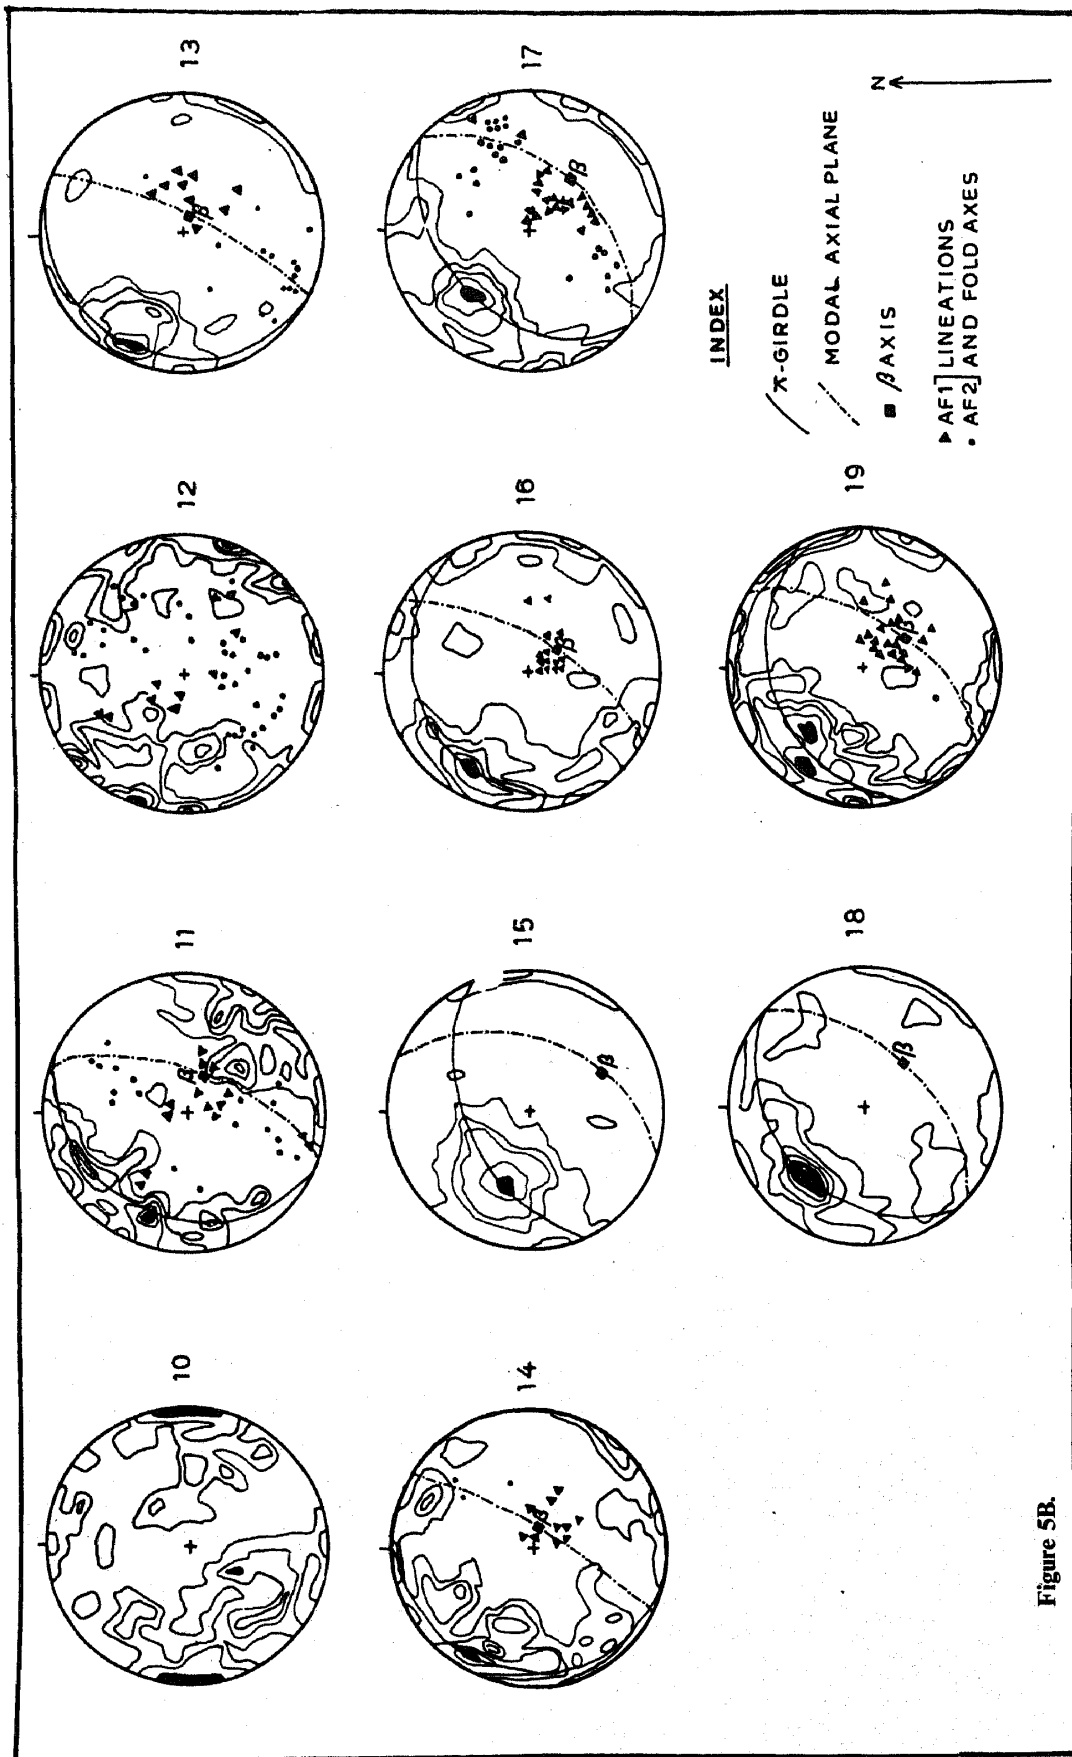 10
11
12
13
14
15
16
17
18
19
β
β
β
β
β
β
β
β
INDEX
π-GIRDLE
MODAL AXIAL PLANE
β AXIS
AF1] LINEATIONS
AF2] AND FOLD AXES
N
Figure 5B.